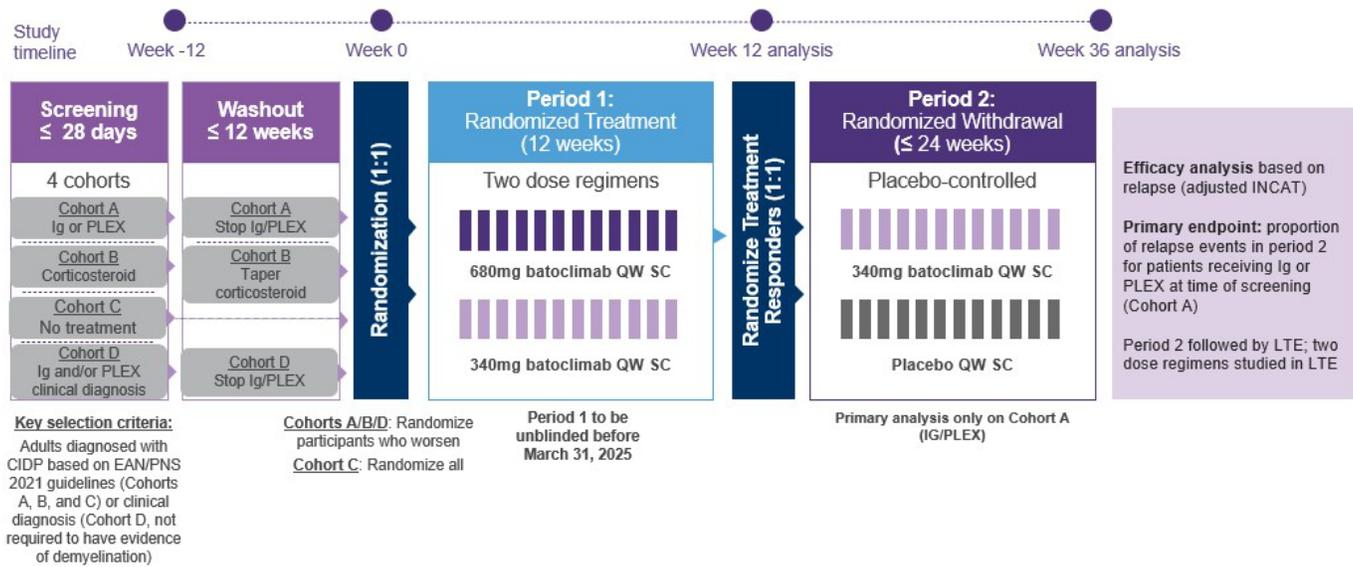 Study
timeline
Week -12
Week 0
Week 12 analysis
Week 36 analysis
Screening
≤ 28 days
4 cohorts
Cohort A
Ig or PLEX
Cohort B
Corticosteroid
Cohort C
No treatment
Cohort D
Ig and/or PLEX
clinical diagnosis
Washout
≤ 12 weeks
Cohort A
Stop Ig/PLEX
Cohort B
Taper
corticosteroid
Cohort D
Stop Ig/PLEX
Randomization (1:1)
Period 1:
Randomized Treatment
(12 weeks)
Two dose regimens
680mg batoclimab QW SC
340mg batoclimab QW SC
Randomize Treatment
Responders (1:1)
Period 2:
Randomized Withdrawal
(≤ 24 weeks)
Placebo-controlled
340mg batoclimab QW SC
Placebo QW SC
Efficacy analysis based on
relapse (adjusted INCAT)
Primary endpoint: proportion
of relapse events in period 2
for patients receiving Ig or
PLEX at time of screening
(Cohort A)
Period 2 followed by LTE; two
dose regimens studied in LTE
Key selection criteria:
Adults diagnosed with
CIDP based on EAN/PNS
2021 guidelines (Cohorts
A, B, and C) or clinical
diagnosis (Cohort D, not
required to have evidence
of demyelination)
Cohorts A/B/D: Randomize
participants who worsen
Cohort C: Randomize all
Period 1 to be
unblinded before
March 31, 2025
Primary analysis only on Cohort A
(IG/PLEX)